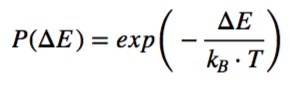 P(ΔE) = exp( − ΔE / k_B · T )